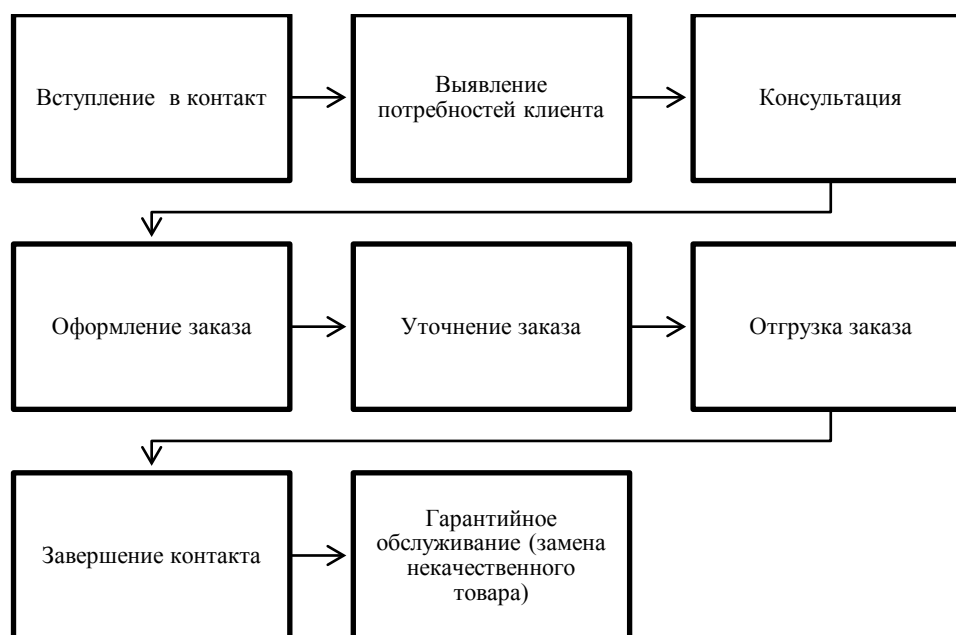 Вступление в контакт
Выявление
потребностей клиента
Консультация
Оформление заказа
Уточнение заказа
Отгрузка заказа
Завершение контакта
Гарантийное
обслуживание (замена
некачественного
товара)